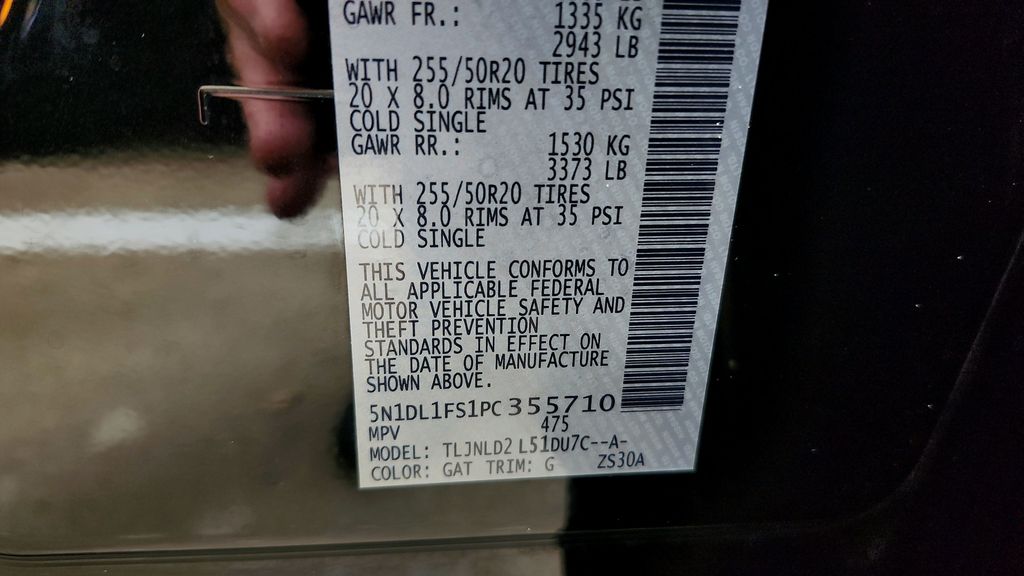 GAWR FR.: 1335 KG
2943 LB
WITH 255/50R20 TIRES
20 X 8.0 RIMS AT 35 PSI
COLD SINGLE
GAWR RR.: 1530 KG
3373 LB
WITH 255/50R20 TIRES
20 X 8.0 RIMS AT 35 PSI
COLD SINGLE
THIS VEHICLE CONFORMS TO
ALL APPLICABLE FEDERAL
MOTOR VEHICLE SAFETY AND
THEFT PREVENTION
STANDARDS IN EFFECT ON
THE DATE OF MANUFACTURE
SHOWN ABOVE.
5N1DL1FS1PC355710
MPV 475
MODEL: TLJNLD2 L51DU7C--A-
COLOR: GAT TRIM: G ZS30A